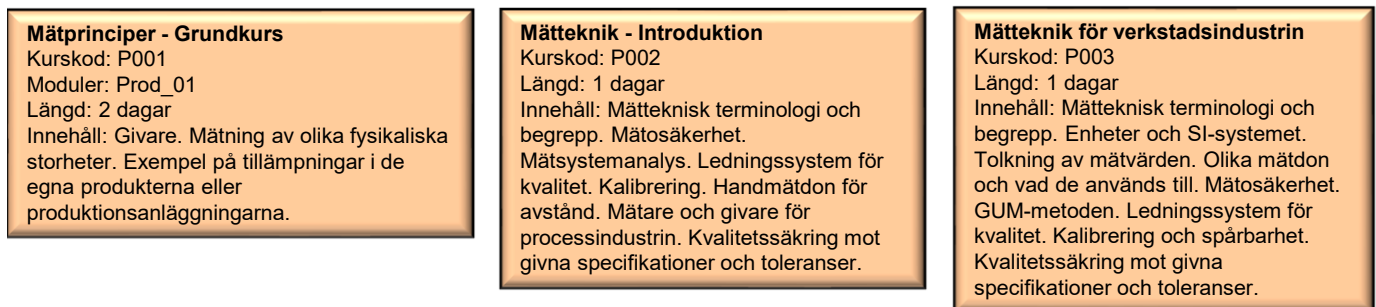 Mätprinciper - Grundkurs
Kurskod: P001
Moduler: Prod_01
Längd: 2 dagar
Innehåll: Givare. Mätning av olika fysikaliska
storheter. Exempel på tillämpningar i de
egna produkterna eller
produktionsanläggningarna.
Mätteknik - Introduktion
Kurskod: P002
Längd: 1 dagar
Innehåll: Mätteknisk terminologi och
begrepp. Mätosäkerhet.
Mätsystemanalys. Ledningssystem för
kvalitet. Kalibrering. Handmätdon för
avstånd. Mätare och givare för
processindustrin. Kvalitetssäkring mot
givna specifikationer och toleranser.
Mätteknik för verkstadsindustrin
Kurskod: P003
Längd: 1 dagar
Innehåll: Mätteknisk terminologi och
begrepp. Enheter och SI-systemet.
Tolkning av mätvärden. Olika mätdon
och vad de används till. Mätosäkerhet.
GUM-metoden. Ledningssystem för
kvalitet. Kalibrering och spårbarhet.
Kvalitetssäkring mot givna
specifikationer och toleranser.